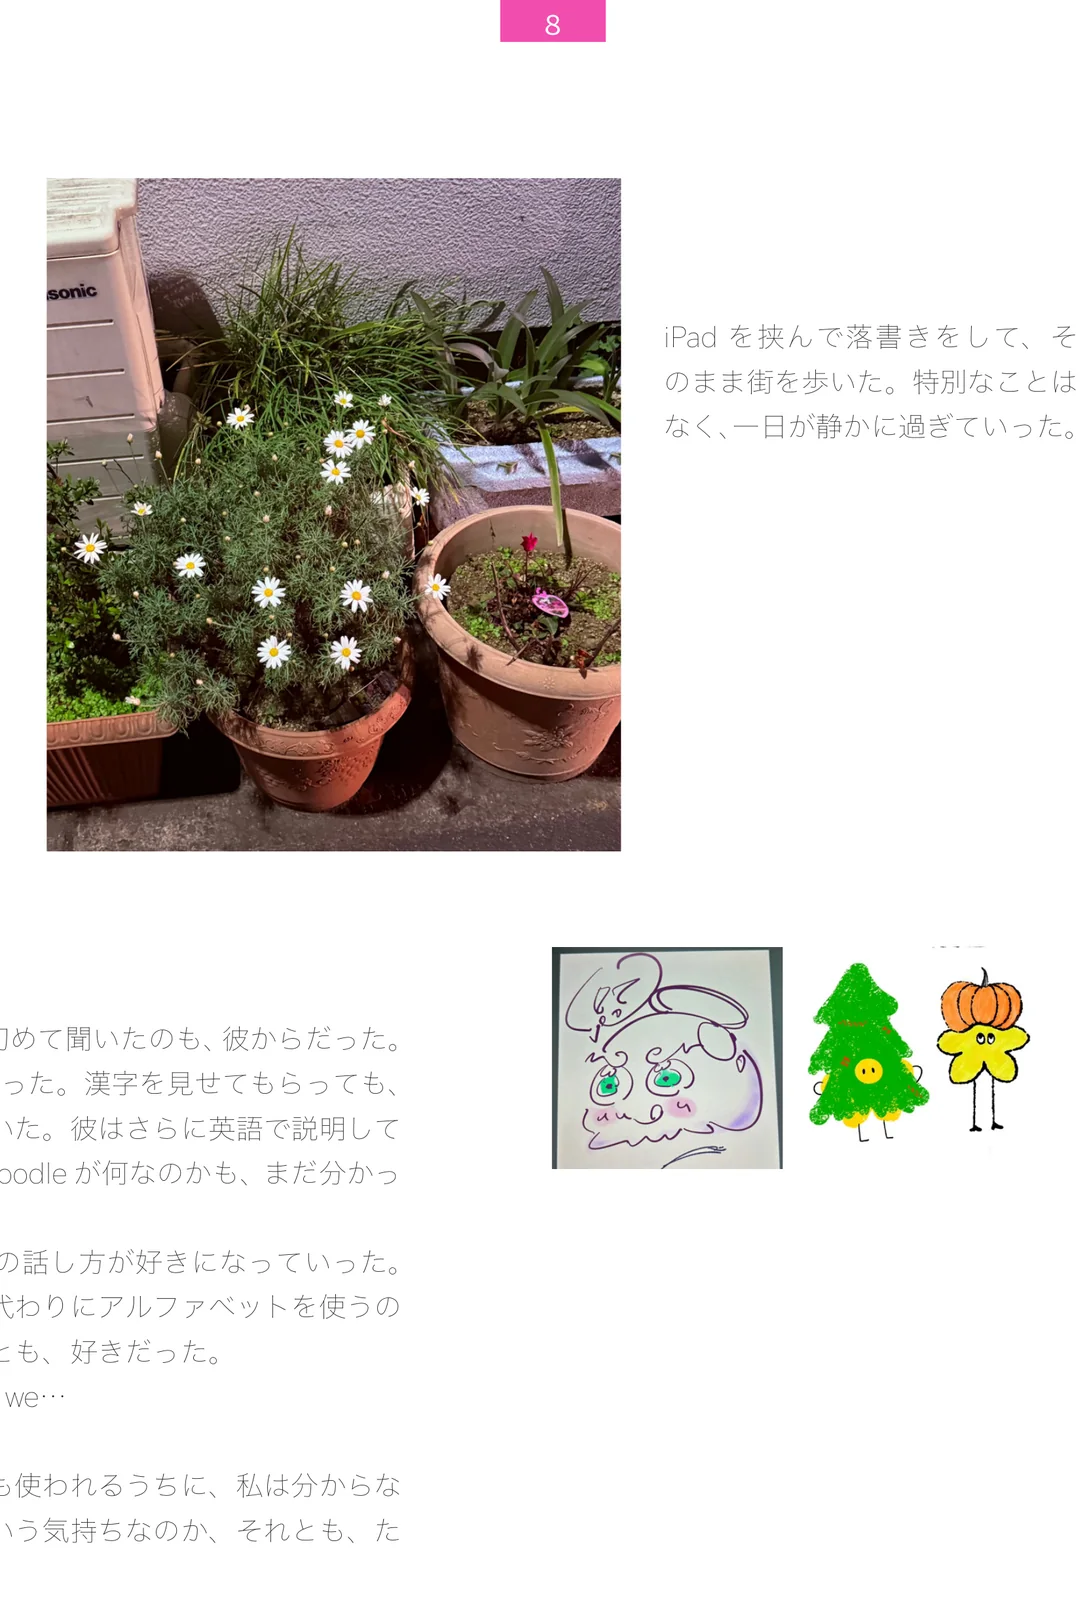 8
sonic
iPad を挟んで落書きをして、そ
のまま街を歩いた。特別なことは
なく、一日が静かに過ぎていった。
初めて聞いたのも、彼からだった。
った。漢字を見せてもらっても、
いた。彼はさらに英語で説明して
oodle が何なのかも、まだ分かっ
の話し方が好きになっていった。
代わりにアルファベットを使うの
とも、好きだった。
we…
も使われるうちに、私は分からな
いう気持ちなのか、それとも、た